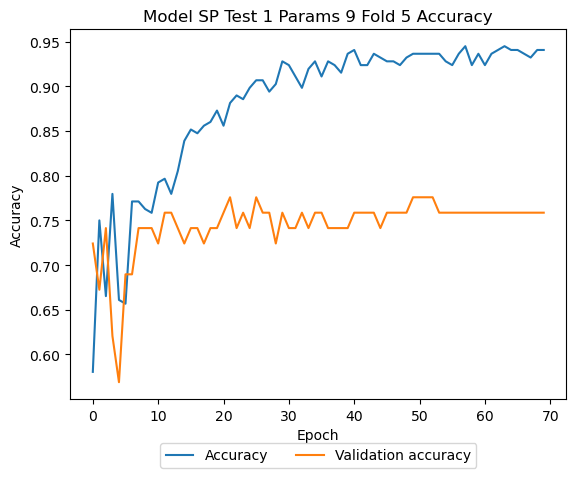 Model SP Test 1 Params 9 Fold 5 Accuracy
0.95
0.90
0.85
0.80
0.75
0.70
0.65
0.60
Accuracy
0 10 20 30 40 50 60 70
Epoch
Accuracy Validation accuracy